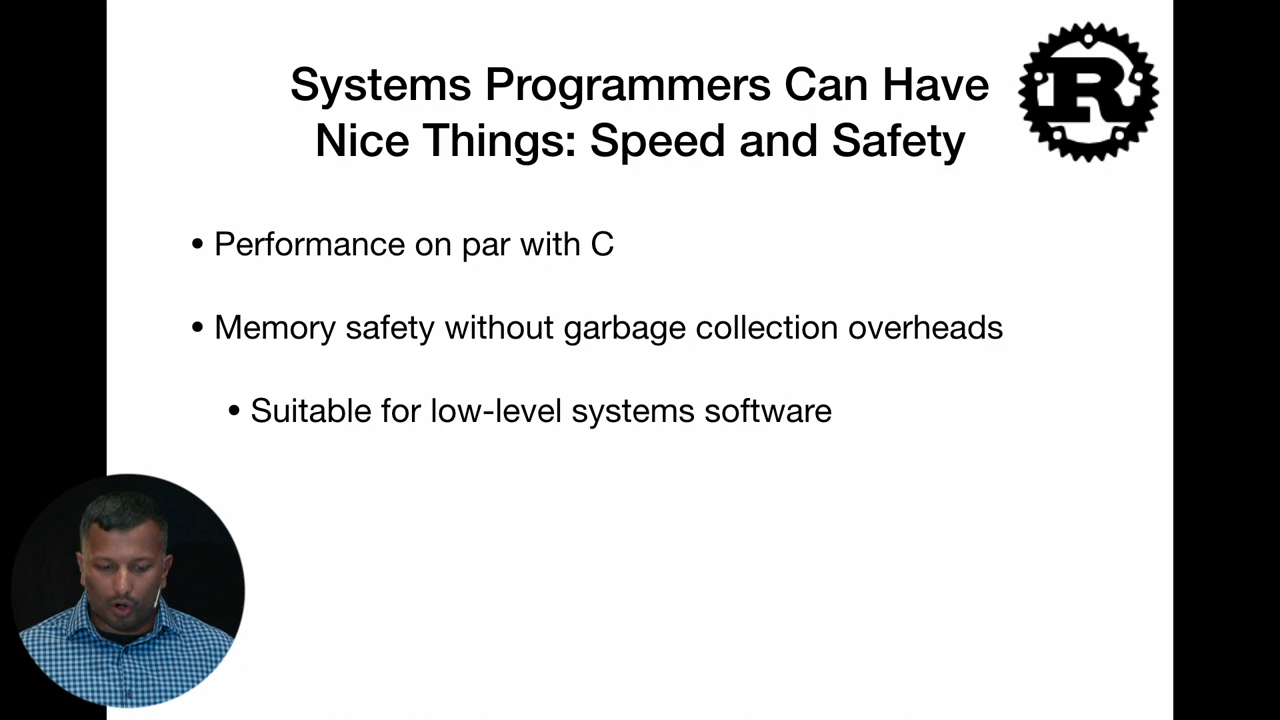 Systems Programmers Can Have
Nice Things: Speed and Safety
R
• Performance on par with C
• Memory safety without garbage collection overheads
• Suitable for low-level systems software